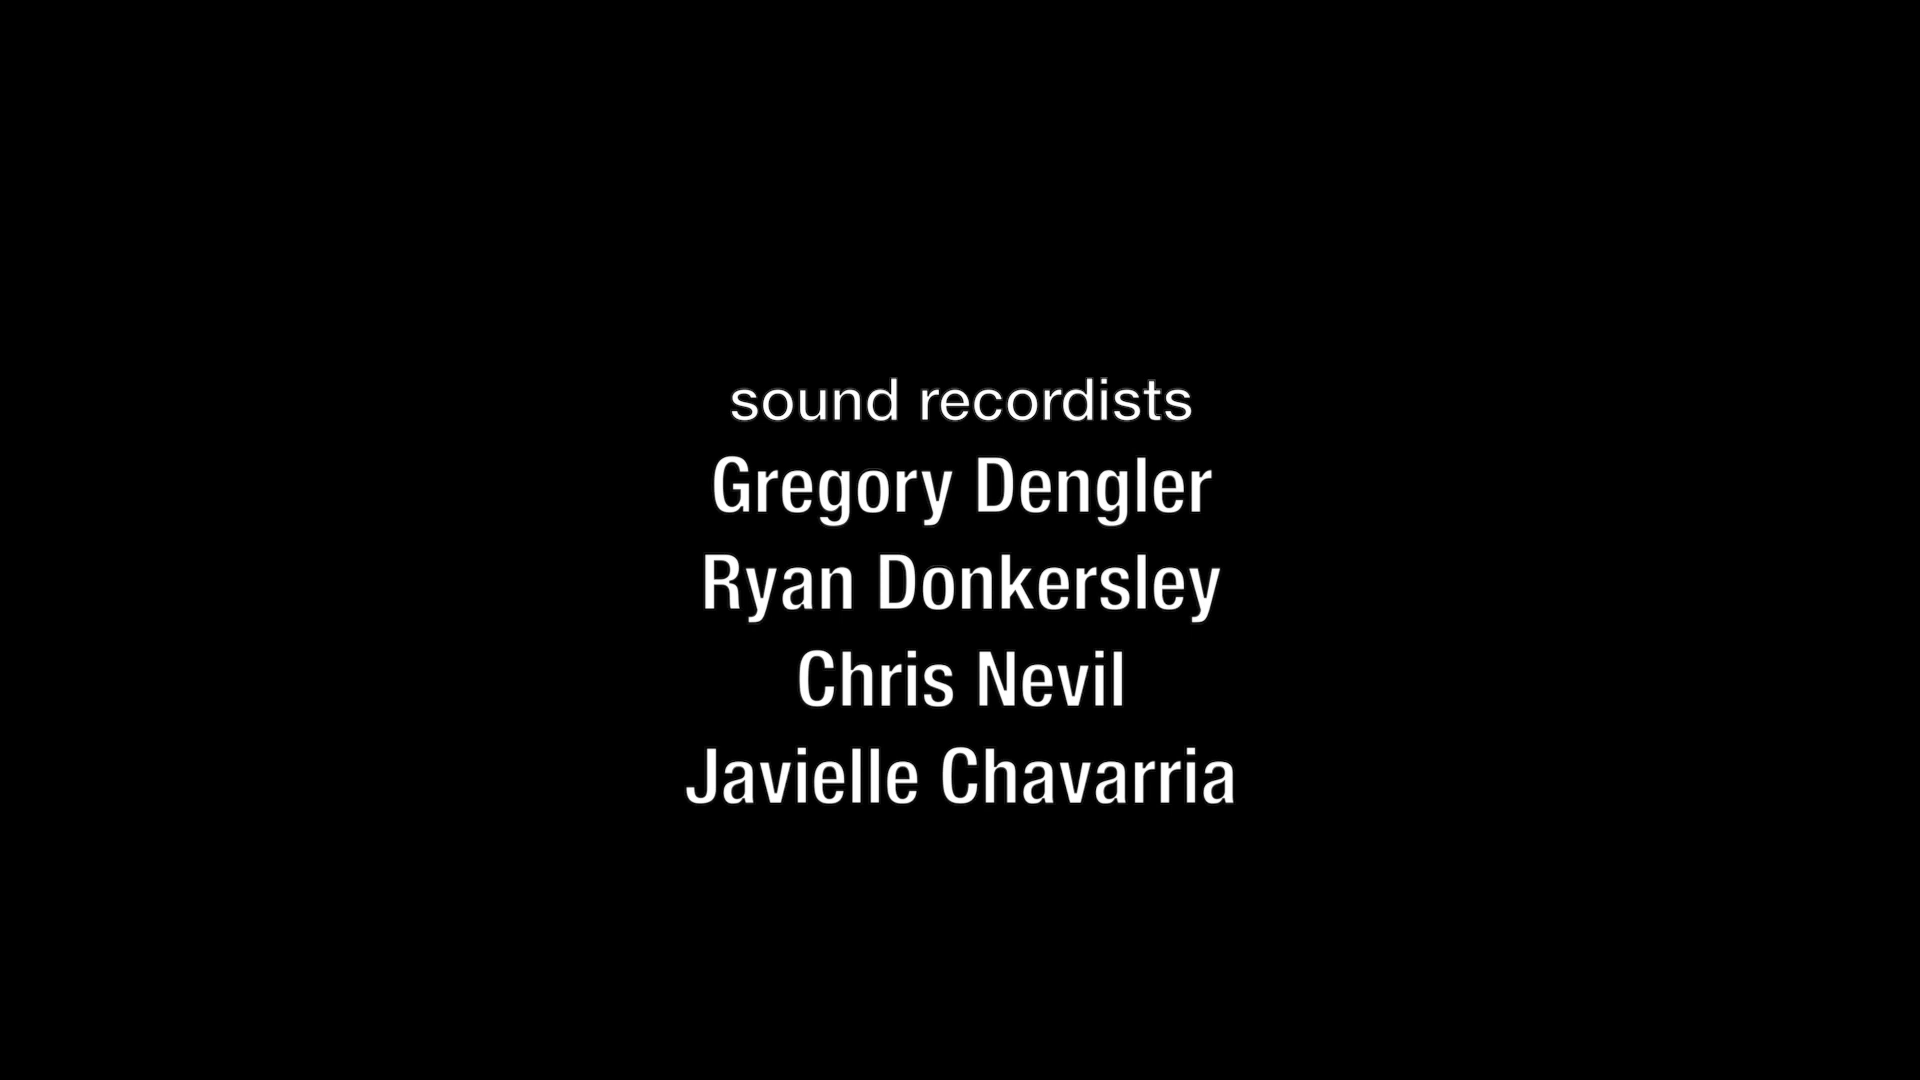 sound recordists
Gregory Dengler
Ryan Donkersley
Chris Nevil
Javielle Chavarria